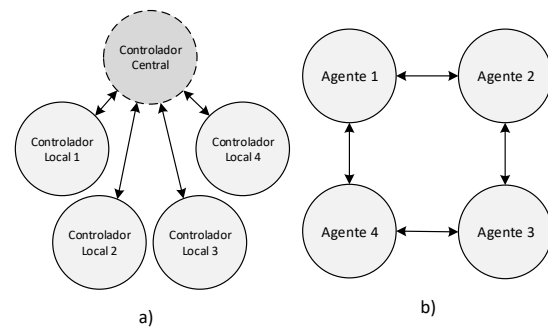 Controlador
Central
Controlador
Local 1
Controlador
Local 4
Controlador
Local 2
Controlador
Local 3
a)
Agente 1
Agente 2
Agente 4
Agente 3
b)